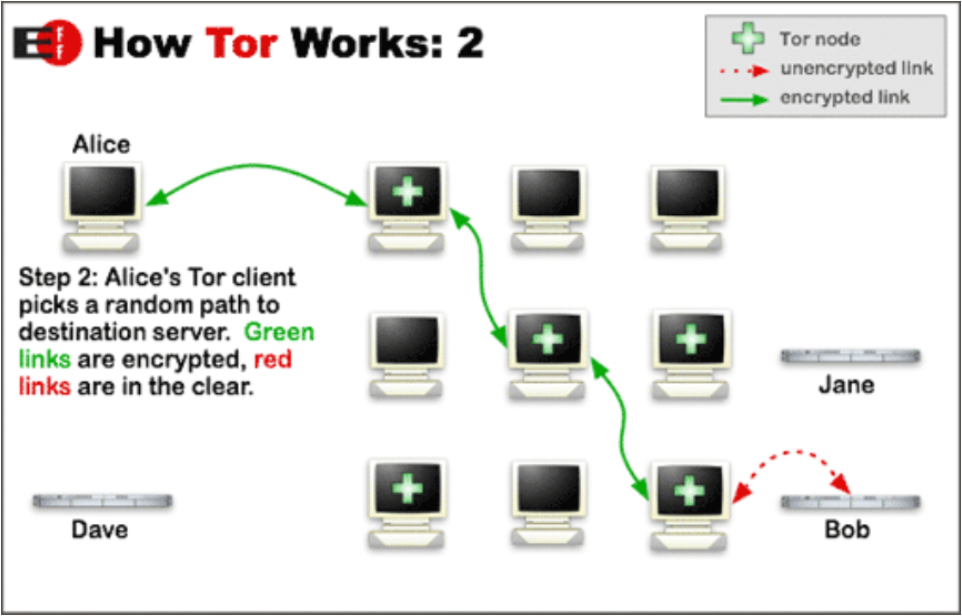 EFF How Tor Works: 2
Tor node
unencrypted link
encrypted link
Alice
Step 2: Alice's Tor client
picks a random path to
destination server. Green
links are encrypted, red
links are in the clear.
Jane
Dave
Bob